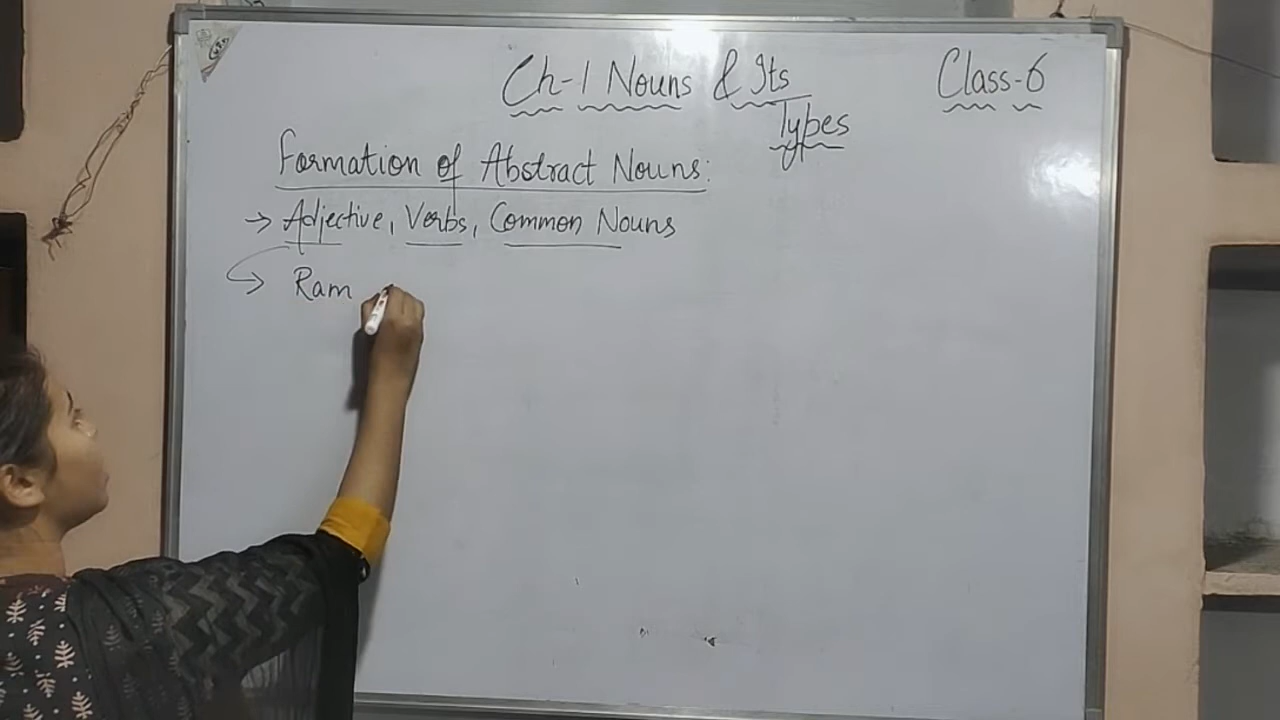 Ch-1 Nouns & Its
Types
Class-6
Formation of Abstract Nouns:
→ Adjective, Verbs, Common Nouns
→ Ram